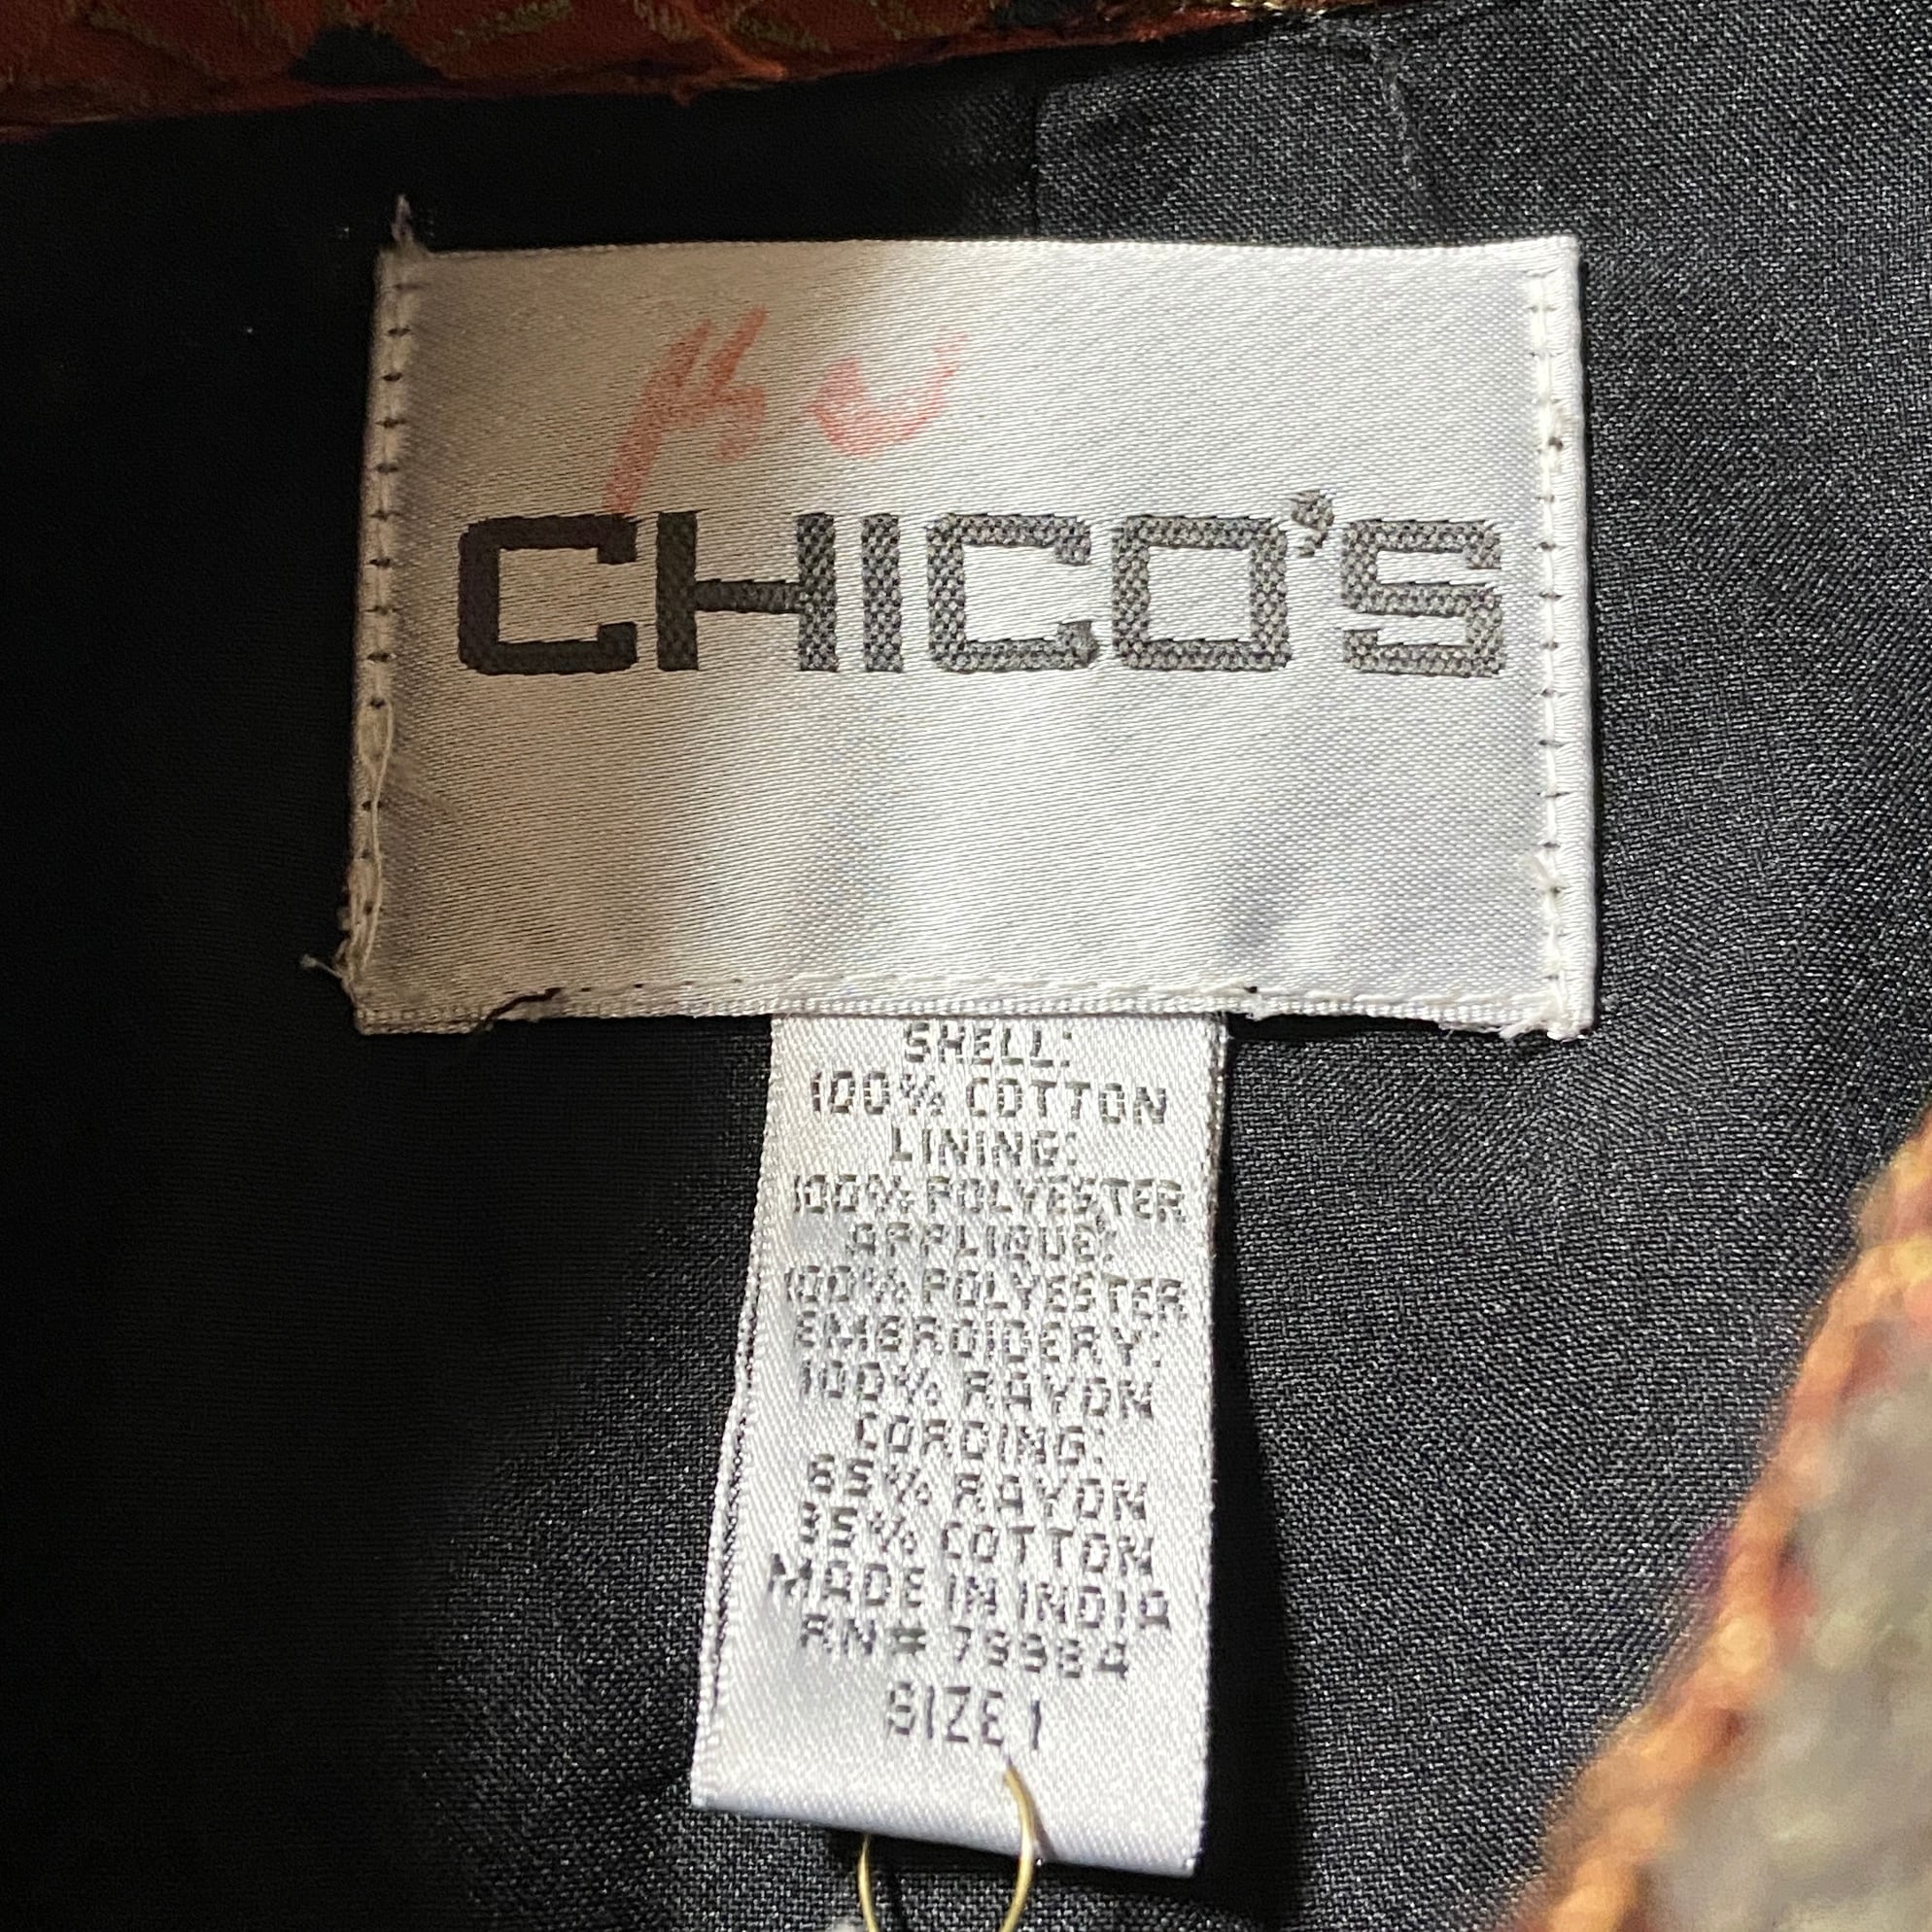 CHICO'S
SHELL:
100% COTTON
LINING:
100% POLYESTER
APPLIQUE:
100% POLYESTER
EMBROIDERY:
100% RAYON
CORDING:
65% RAYON
35% COTTON
MADE IN INDIA
RN# 79984
SIZE 1